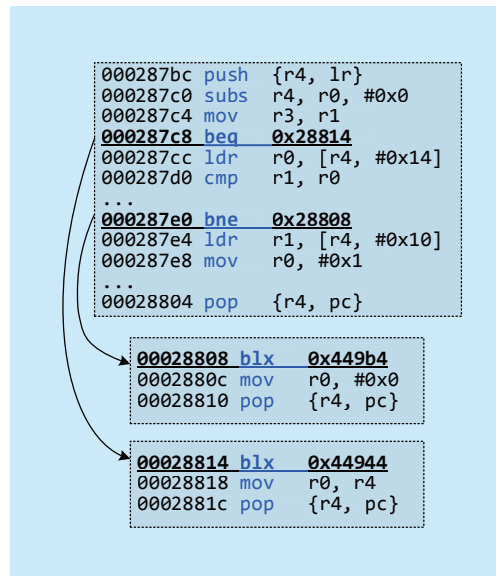 000287bc push {r4, lr}
000287c0 subs r4, r0, #0x0
000287c4 mov r3, r1
000287c8 beq 0x28814
000287cc ldr r0, [r4, #0x14]
000287d0 cmp r1, r0
...
000287e0 bne 0x28808
000287e4 ldr r1, [r4, #0x10]
000287e8 mov r0, #0x1
...
00028804 pop {r4, pc}
00028808 blx 0x449b4
0002880c mov r0, #0x0
00028810 pop {r4, pc}
00028814 blx 0x44944
00028818 mov r0, r4
0002881c pop {r4, pc}